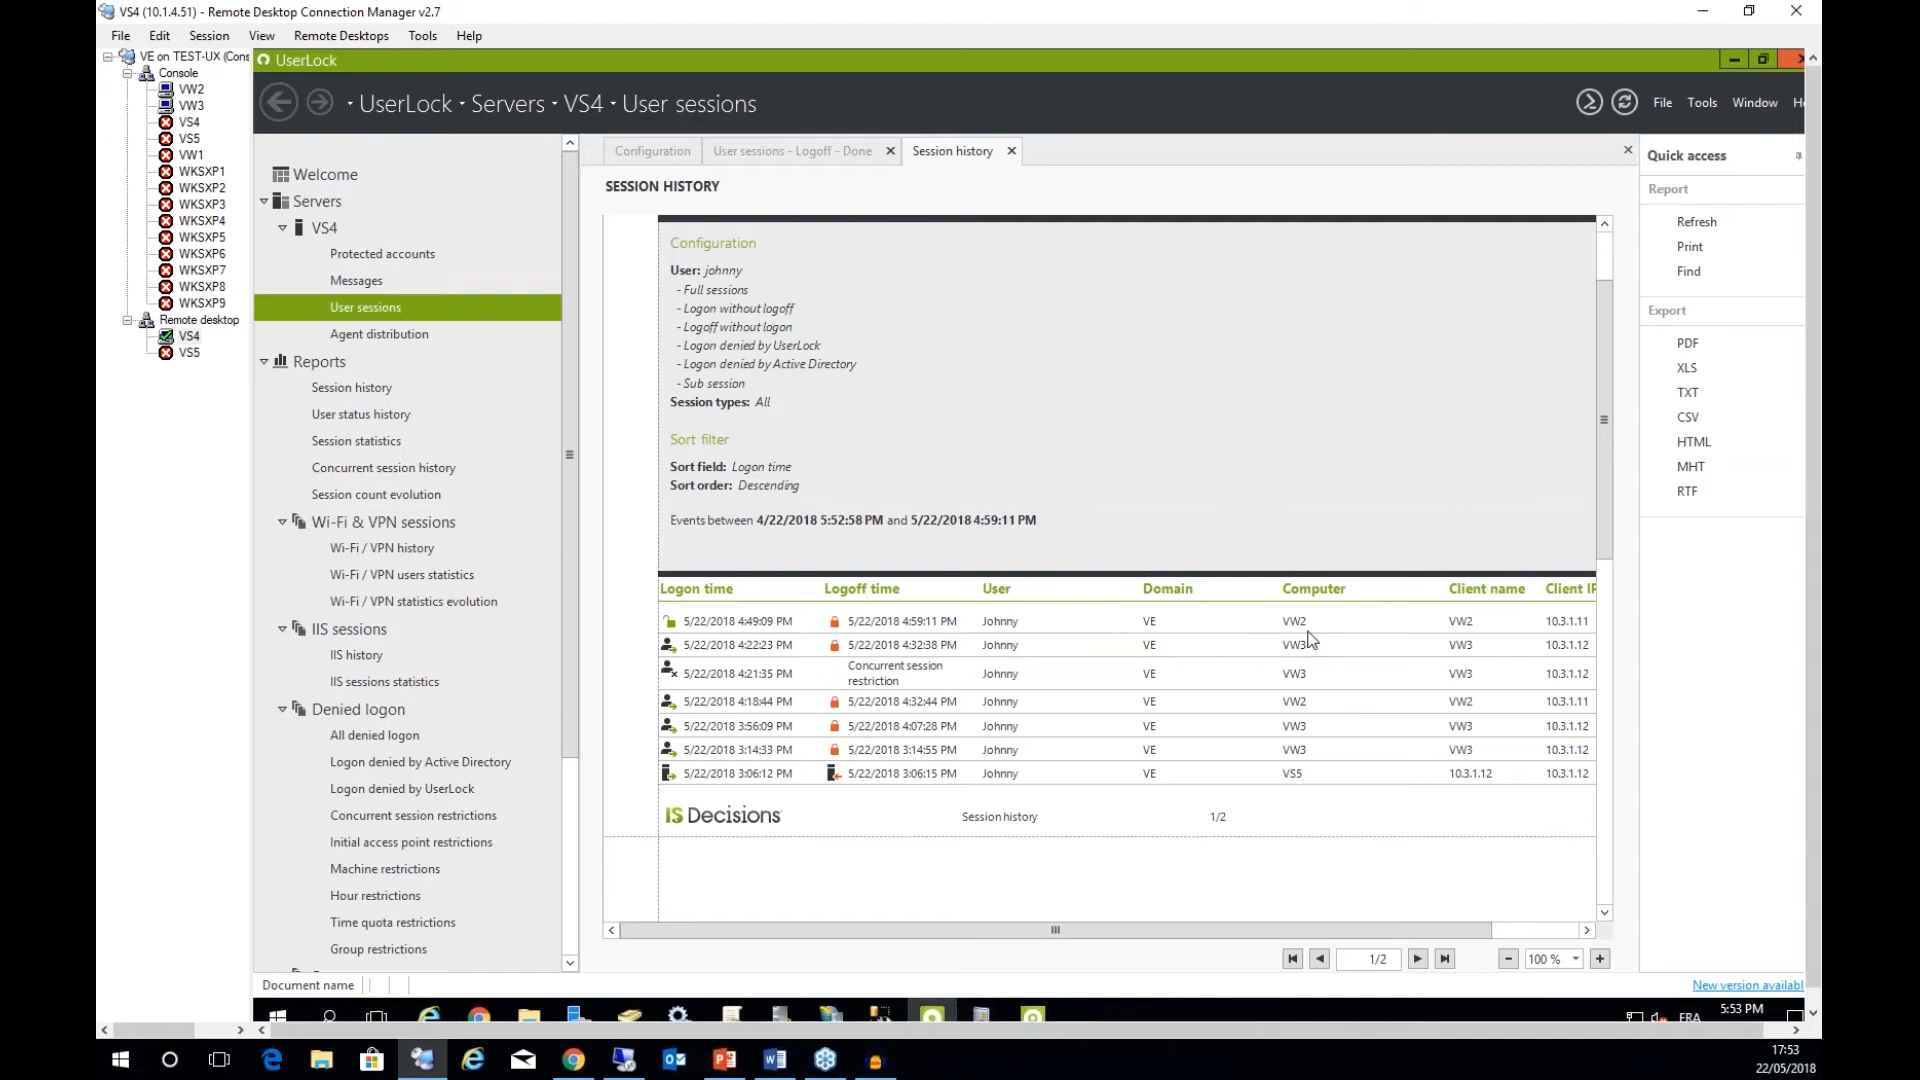 VS4 (10.1.4.51) - Remote Desktop Connection Manager v2.7
File Edit Session View Remote Desktops Tools Help
VE on TEST-UX (Cons
Console
VW2
VW3
VS4
VS5
VW1
WKSXP1
WKSXP2
WKSXP3
WKSXP4
WKSXP5
WKSXP6
WKSXP7
WKSXP8
WKSXP9
Remote desktop
VS4
VS5
UserLock
UserLock · Servers · VS4 · User sessions
File Tools Window He
Welcome
Servers
VS4
Protected accounts
Messages
User sessions
Agent distribution
Reports
Session history
User status history
Session statistics
Concurrent session history
Session count evolution
Wi-Fi & VPN sessions
Wi-Fi / VPN history
Wi-Fi / VPN users statistics
Wi-Fi / VPN statistics evolution
IIS sessions
IIS history
IIS sessions statistics
Denied logon
All denied logon
Logon denied by Active Directory
Logon denied by UserLock
Concurrent session restrictions
Initial access point restrictions
Machine restrictions
Hour restrictions
Time quota restrictions
Group restrictions
Configuration User sessions - Logoff - Done Session history
SESSION HISTORY
Configuration
User: johnny
- Full sessions
- Logon without logoff
- Logoff without logon
- Logon denied by UserLock
- Logon denied by Active Directory
- Sub session
Session types: All
Sort filter
Sort field: Logon time
Sort order: Descending
Events between 4/22/2018 5:52:58 PM and 5/22/2018 4:59:11 PM
Logon time Logoff time User Domain Computer Client name Client IP
5/22/2018 4:49:09 PM 5/22/2018 4:59:11 PM Johnny VE VW2 VW2 10.3.1.11
5/22/2018 4:22:23 PM 5/22/2018 4:32:38 PM Johnny VE VW3 VW3 10.3.1.12
5/22/2018 4:21:35 PM Concurrent session restriction Johnny VE VW3 VW3 10.3.1.12
5/22/2018 4:18:44 PM 5/22/2018 4:32:44 PM Johnny VE VW2 VW2 10.3.1.11
5/22/2018 3:56:09 PM 5/22/2018 4:07:28 PM Johnny VE VW3 VW3 10.3.1.12
5/22/2018 3:14:33 PM 5/22/2018 3:14:55 PM Johnny VE VW3 VW3 10.3.1.12
5/22/2018 3:06:12 PM 5/22/2018 3:06:15 PM Johnny VE VS5 10.3.1.12 10.3.1.12
IS Decisions Session history 1/2
1/2 100 %
Quick access
Report
Refresh
Print
Find
Export
PDF
XLS
TXT
CSV
HTML
MHT
RTF
Document name
New version availabl
FRA 5:53 PM
17:53
22/05/2018